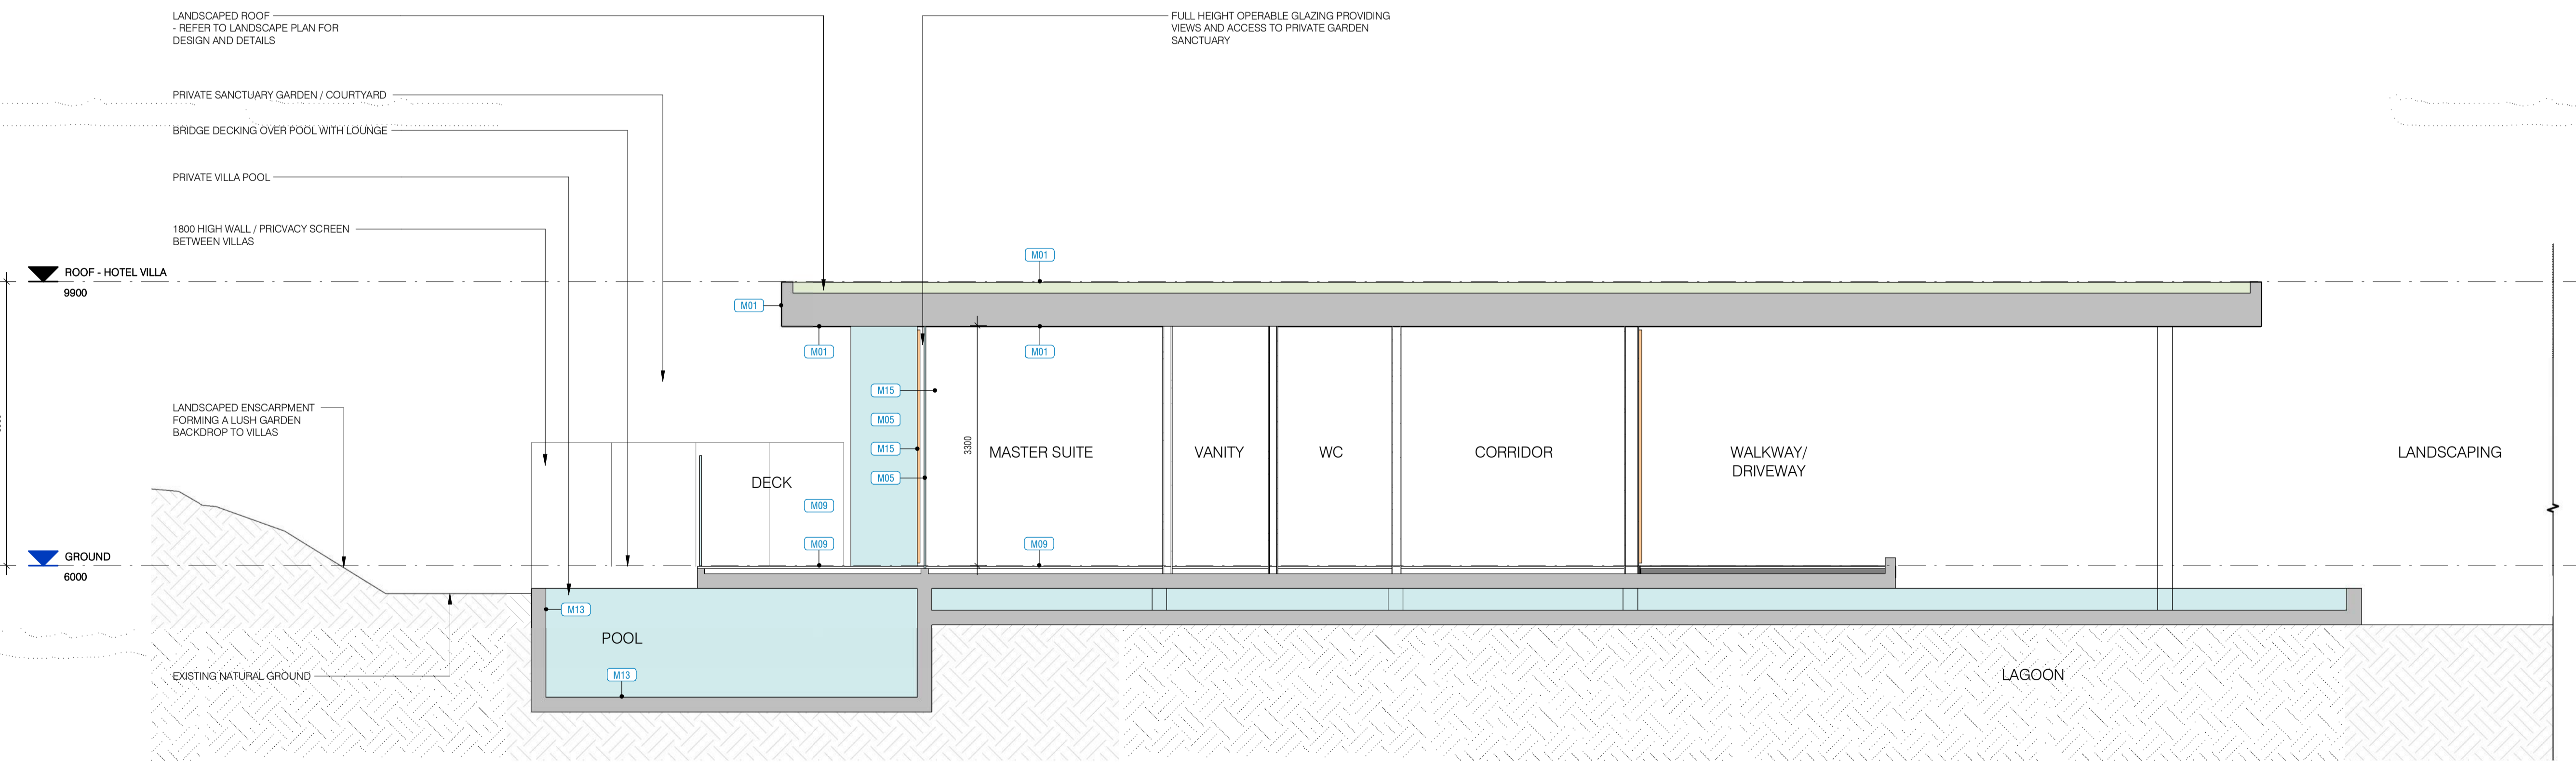 LANDSCAPED ROOF
- REFER TO LANDSCAPE PLAN FOR
DESIGN AND DETAILS
FULL HEIGHT OPERABLE GLAZING PROVIDING
VIEWS AND ACCESS TO PRIVATE GARDEN
SANCTUARY
PRIVATE SANCTUARY GARDEN / COURTYARD
BRIDGE DECKING OVER POOL WITH LOUNGE
PRIVATE VILLA POOL
1800 HIGH WALL / PRICVACY SCREEN
BETWEEN VILLAS
M01
ROOF - HOTEL VILLA
9900
M01
M01
M01
M15
LANDSCAPED ENSCARPMENT
FORMING A LUSH GARDEN
BACKDROP TO VILLAS
M05
M15
3300
MASTER SUITE
VANITY
WC
CORRIDOR
WALKWAY/
DRIVEWAY
LANDSCAPING
M05
DECK
M09
M09
M09
GROUND
6000
M13
POOL
M13
EXISTING NATURAL GROUND
LAGOON